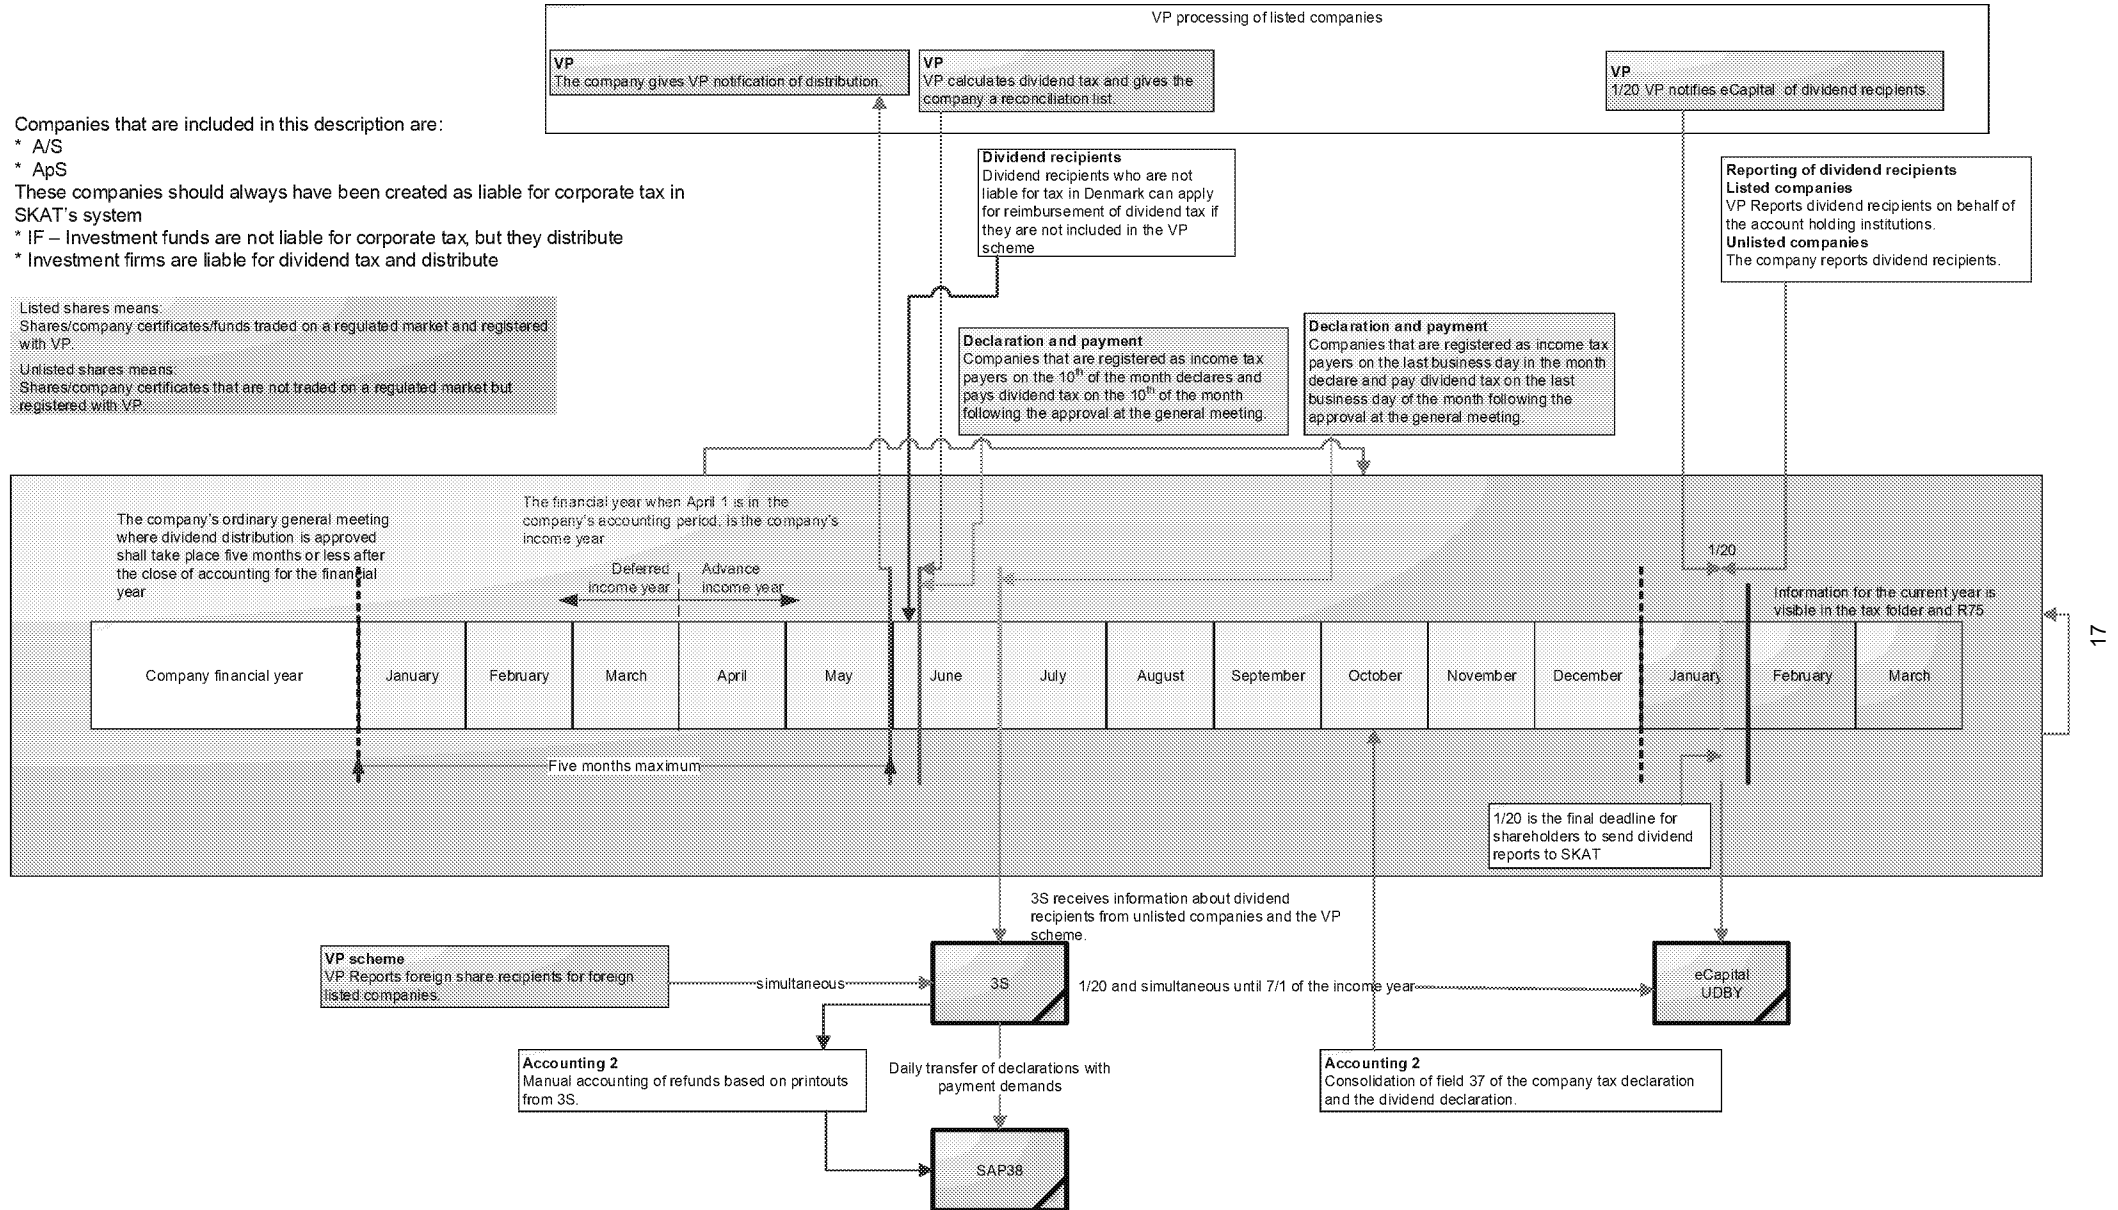 VP processing of listed companies
VP
The company gives VP notification of distribution.
VP
VP calculates dividend tax and gives the
company a reconciliation list.
VP
1/20 VP notifies eCapital of dividend recipients.
Companies that are included in this description are:
* A/S
* ApS
These companies should always have been created as liable for corporate tax in
SKAT's system
* IF – Investment funds are not liable for corporate tax, but they distribute
* Investment firms are liable for dividend tax and distribute
Dividend recipients
Dividend recipients who are not
liable for tax in Denmark can apply
for reimbursement of dividend tax if
they are not included in the VP
scheme
Reporting of dividend recipients
Listed companies
VP Reports dividend recipients on behalf of
the account holding institutions.
Unlisted companies
The company reports dividend recipients.
Listed shares means:
Shares/company certificates/funds traded on a regulated market and registered
with VP.
Unlisted shares means:
Shares/company certificates that are not traded on a regulated market but
registered with VP.
Declaration and payment
Companies that are registered as income tax
payers on the 10th of the month declares and
pays dividend tax on the 10th of the month
following the approval at the general meeting.
Declaration and payment
Companies that are registered as income tax
payers on the last business day in the month
declare and pay dividend tax on the last
business day of the month following the
approval at the general meeting.
The company's ordinary general meeting
where dividend distribution is approved
shall take place five months or less after
the close of accounting for the financial
year
The financial year when April 1 is in the
company's accounting period, is the company's
income year
Deferred
income year
Advance
income year
1/20
Information for the current year is
visible in the tax folder and R75
Company financial year
January
February
March
April
May
June
July
August
September
October
November
December
January
February
March
17
Five months maximum
1/20 is the final deadline for
shareholders to send dividend
reports to SKAT
3S receives information about dividend
recipients from unlisted companies and the VP
scheme.
VP scheme
VP Reports foreign share recipients for foreign
listed companies.
simultaneous
3S
1/20 and simultaneous until 7/1 of the income year
eCapital
UDBY
Accounting 2
Manual accounting of refunds based on printouts
from 3S.
Daily transfer of declarations with
payment demands
Accounting 2
Consolidation of field 37 of the company tax declaration
and the dividend declaration.
SAP38